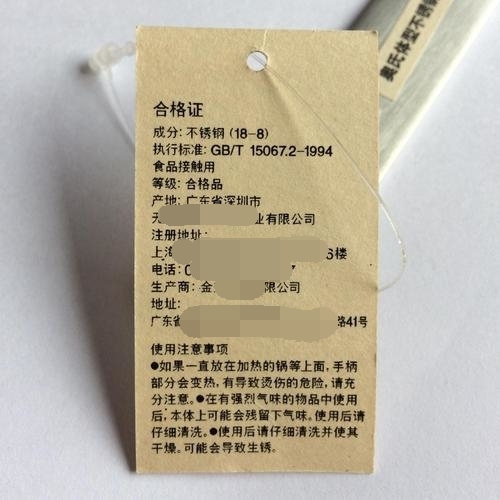 合格证
成分: 不锈钢 (18-8)
执行标准: GB/T 15067.2-1994
食品接触用
等级: 合格品
产地: 广东省深圳市
业有限公司
注册地址:
上海 6楼
电话: 7
生产商: 金 限公司
地址:
广东省 路41号
使用注意事项
●如果一直放在加热的锅等上面, 手柄
部分会变热, 有导致烫伤的危险, 请充
分注意。●在有强烈气味的物品中使用
后, 本体上可能会残留下气味。使用后请
仔细清洗。●使用后请仔细清洗并使其
干燥。可能会导致生锈。